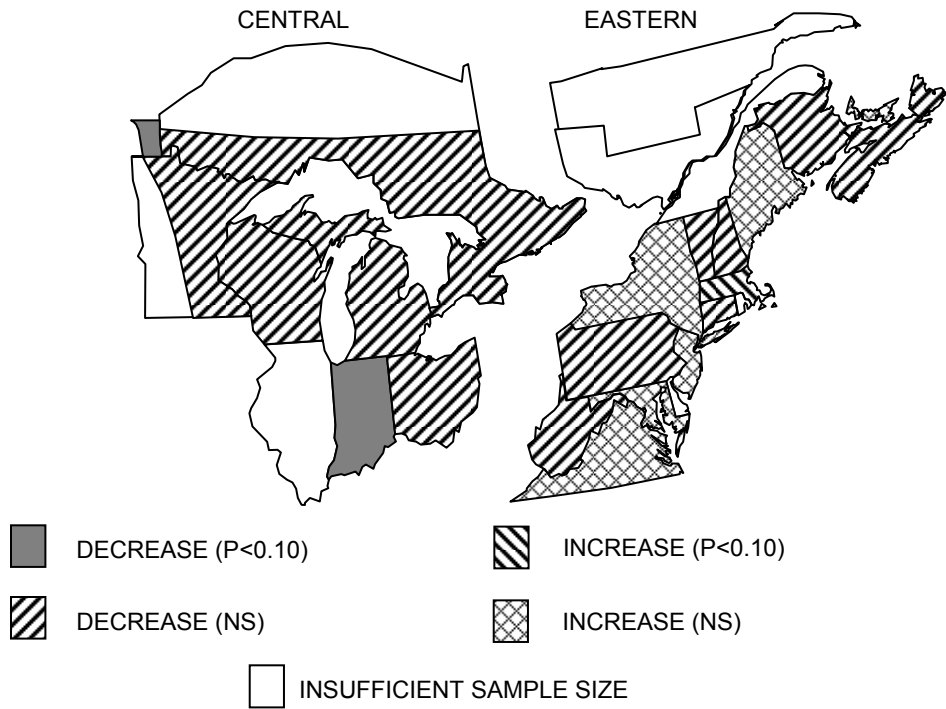 CENTRAL EASTERN
DECREASE (P<0.10) INCREASE (P<0.10)
DECREASE (NS) INCREASE (NS)
INSUFFICIENT SAMPLE SIZE